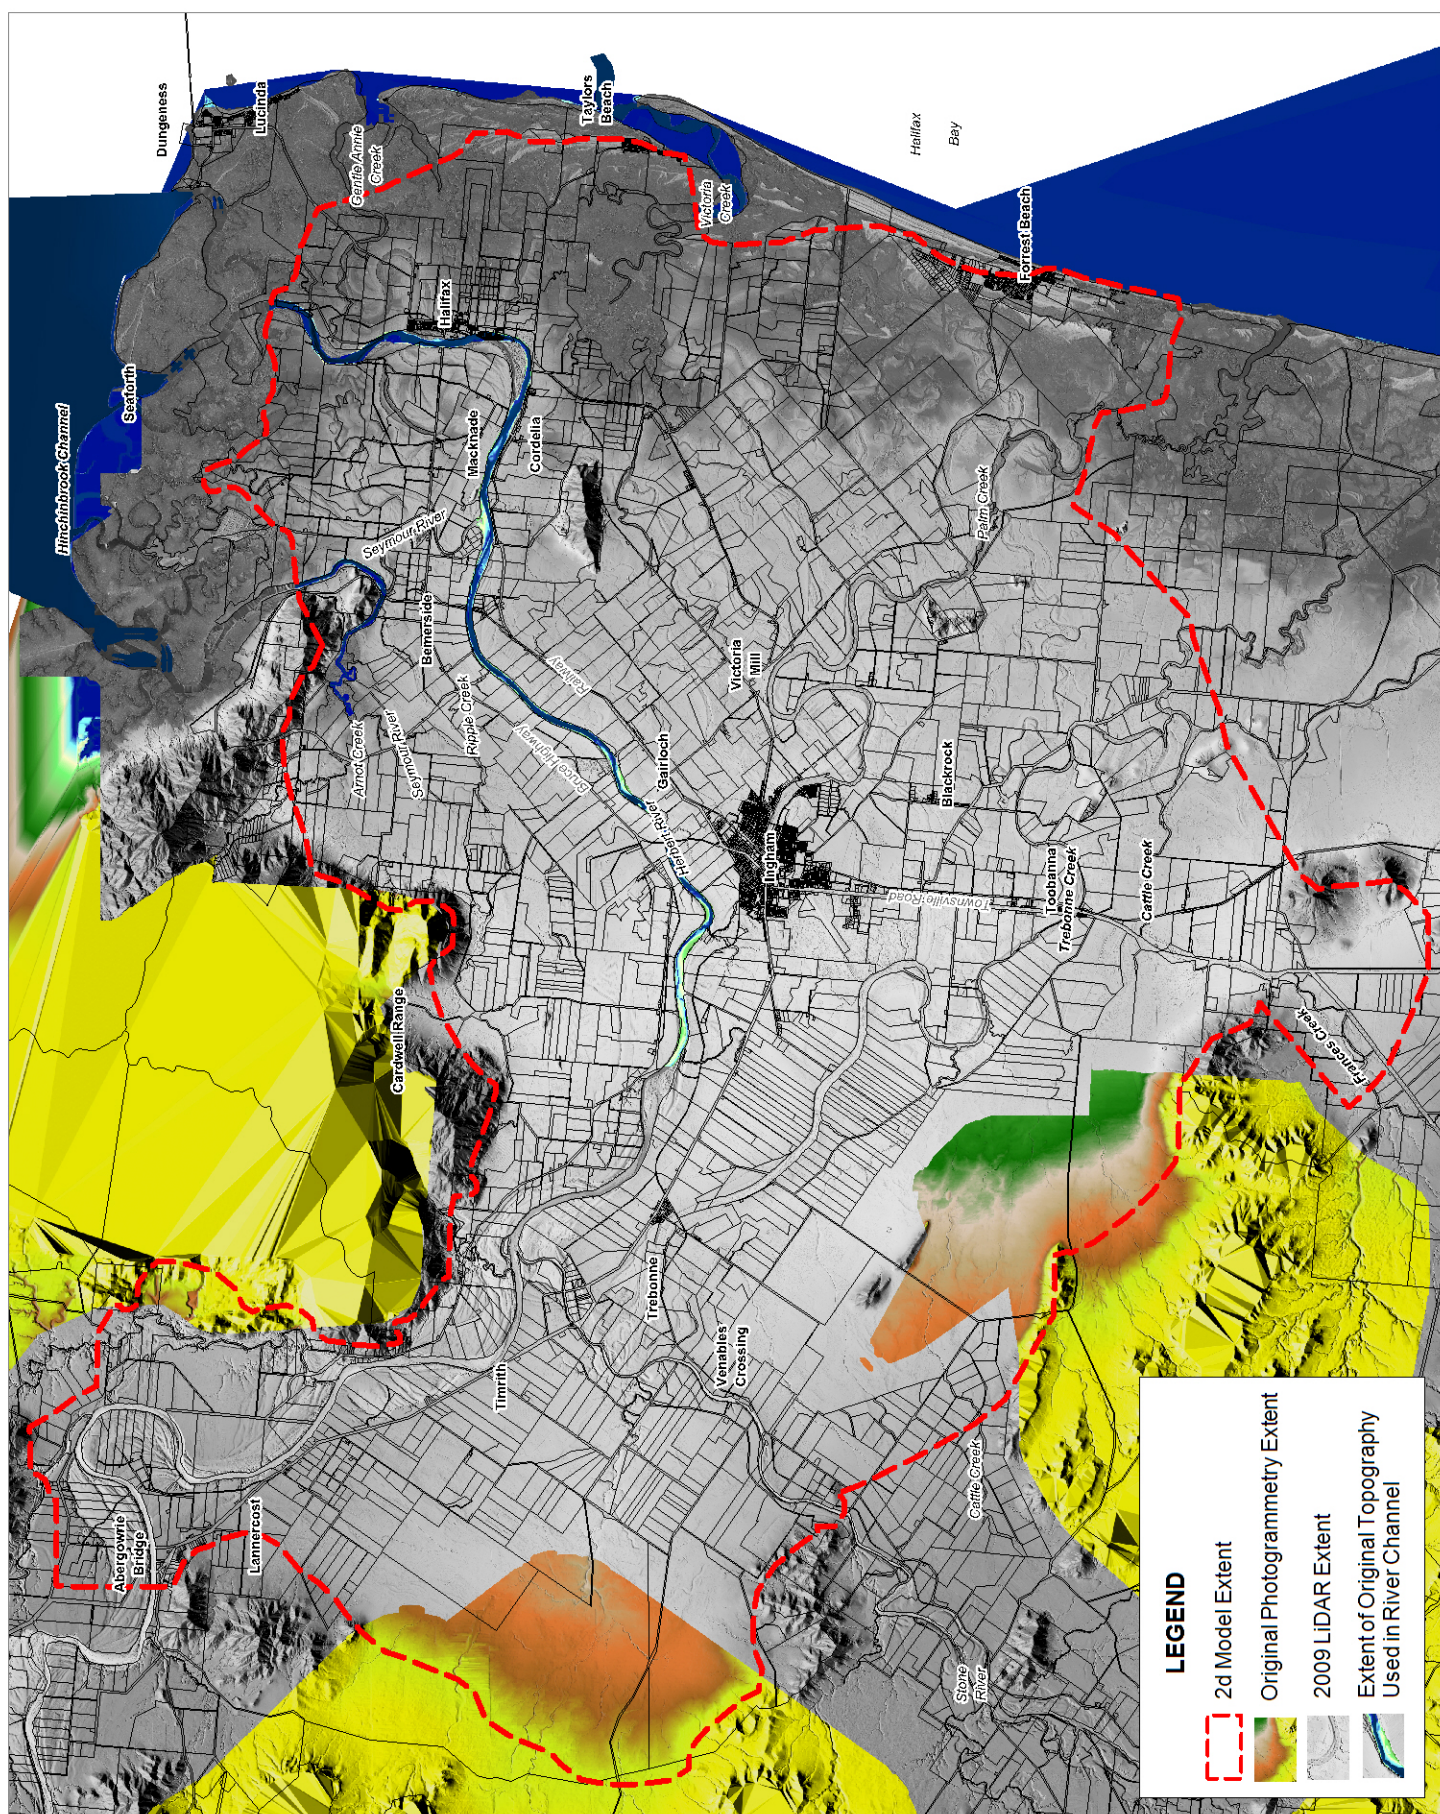 Dungeness
Lucinda
Taylors
Beach
Gentle Annie
Creek
Victoria
Creek
Halifax
Bay
Forrest Beach
Hinchinbrook Channel
Seaforth
Halifax
Macknade
Cordelia
Seymour River
Palm Creek
Bemerside
Ripple Creek
Railway
Victoria
Mill
Arnot Creek
Seymour River
Bruce Highway
Gairloch
Herbert River
Ingham
Blackrock
Townsville Road
Toobanna
Trebonne Creek
Cattle Creek
Cardwell Range
Frances Creek
Trebonne
Venables
Crossing
Timrith
Cattle Creek
Lannercost
Abergowrie
Bridge
Stone
River
LEGEND
2d Model Extent
Original Photogrammetry Extent
2009 LiDAR Extent
Extent of Original Topography
Used in River Channel